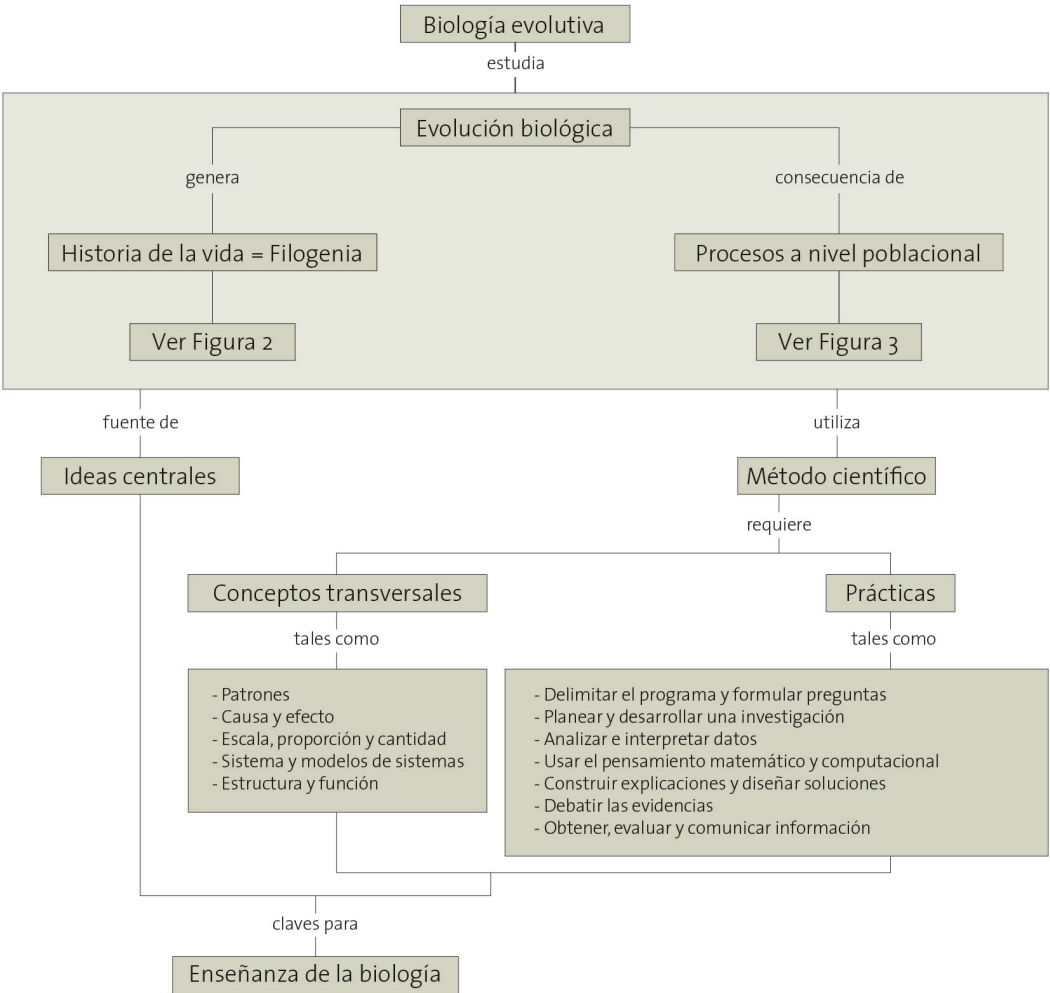 Biología evolutiva
estudia
Evolución biológica
genera
consecuencia de
Historia de la vida = Filogenia
Procesos a nivel poblacional
Ver Figura 2
Ver Figura 3
fuente de
utiliza
Ideas centrales
Método científico
requiere
Conceptos transversales
Prácticas
tales como
tales como
- Patrones
- Causa y efecto
- Escala, proporción y cantidad
- Sistema y modelos de sistemas
- Estructura y función
- Delimitar el programa y formular preguntas
- Planear y desarrollar una investigación
- Analizar e interpretar datos
- Usar el pensamiento matemático y computacional
- Construir explicaciones y diseñar soluciones
- Debatir las evidencias
- Obtener, evaluar y comunicar información
claves para
Enseñanza de la biología